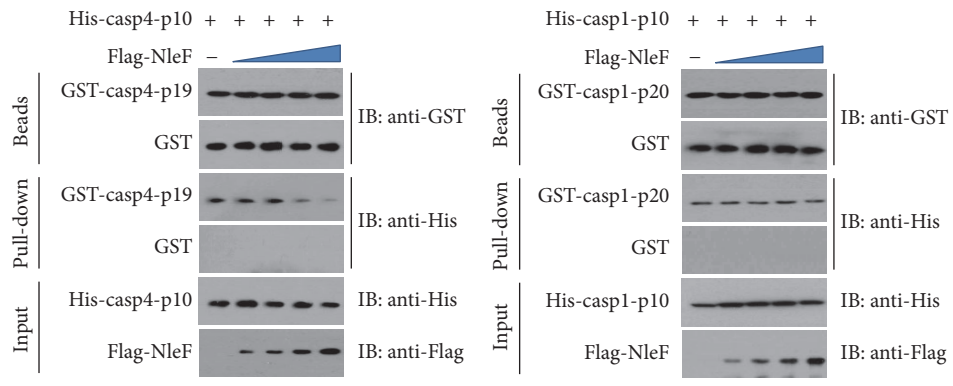 His-casp4-p10 + + + + +
Flag-NleF −
Beads
GST-casp4-p19
GST
IB: anti-GST
Pull-down
GST-casp4-p19
GST
IB: anti-His
Input
His-casp4-p10 IB: anti-His
Flag-NleF IB: anti-Flag
His-casp1-p10 + + + + +
Flag-NleF −
Beads
GST-casp1-p20
GST
IB: anti-GST
Pull-down
GST-casp1-p20
GST
IB: anti-His
Input
His-casp1-p10 IB: anti-His
Flag-NleF IB: anti-Flag